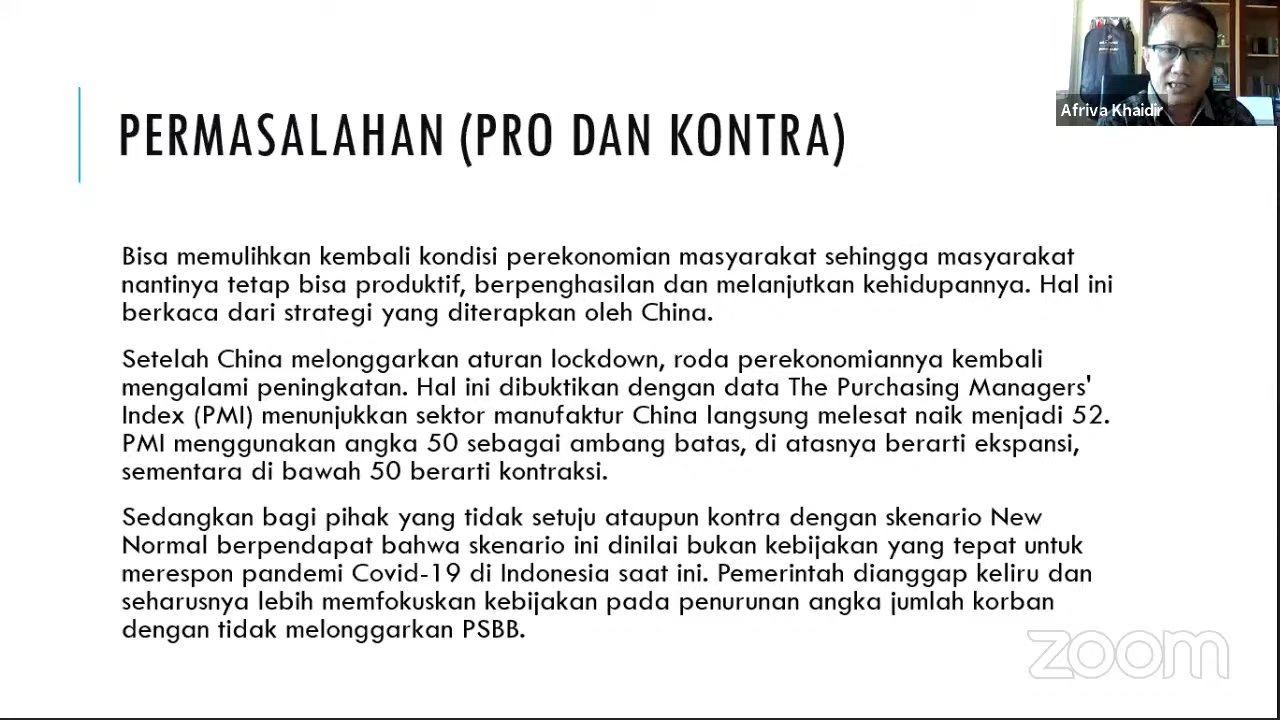 Afriva Khaidir
PERMASALAHAN (PRO DAN KONTRA)
Bisa memulihkan kembali kondisi perekonomian masyarakat sehingga masyarakat
nantinya tetap bisa produktif, berpenghasilan dan melanjutkan kehidupannya. Hal ini
berkaca dari strategi yang diterapkan oleh China.
Setelah China melonggarkan aturan lockdown, roda perekonomiannya kembali
mengalami peningkatan. Hal ini dibuktikan dengan data The Purchasing Managers'
Index (PMI) menunjukkan sektor manufaktur China langsung melesat naik menjadi 52.
PMI menggunakan angka 50 sebagai ambang batas, di atasnya berarti ekspansi,
sementara di bawah 50 berarti kontraksi.
Sedangkan bagi pihak yang tidak setuju ataupun kontra dengan skenario New
Normal berpendapat bahwa skenario ini dinilai bukan kebijakan yang tepat untuk
merespon pandemi Covid-19 di Indonesia saat ini. Pemerintah dianggap keliru dan
seharusnya lebih memfokuskan kebijakan pada penurunan angka jumlah korban
dengan tidak melonggarkan PSBB.
zoom